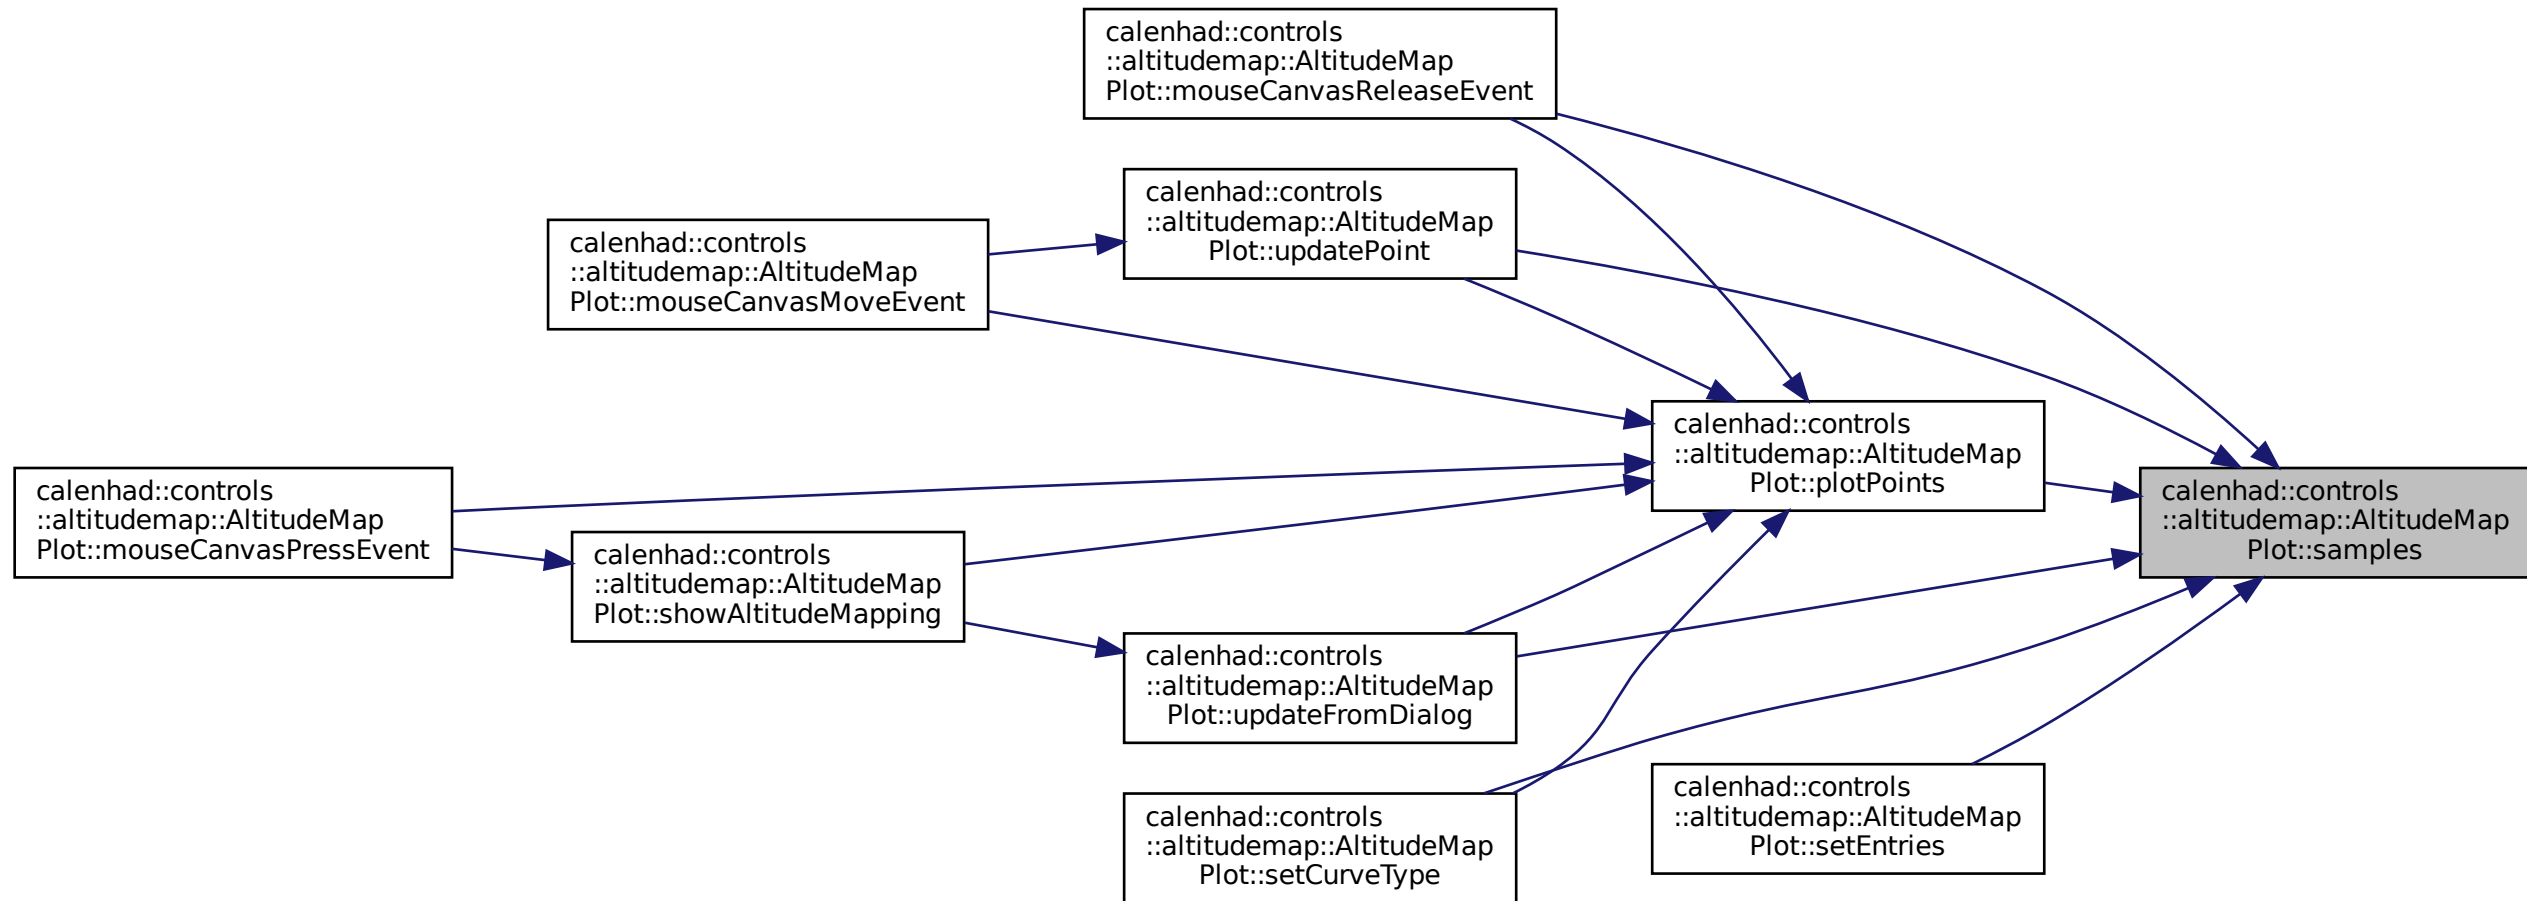 calenhad::controls
::altitudemap::AltitudeMap
Plot::mouseCanvasReleaseEvent
calenhad::controls
::altitudemap::AltitudeMap
Plot::updatePoint
calenhad::controls
::altitudemap::AltitudeMap
Plot::mouseCanvasMoveEvent
calenhad::controls
::altitudemap::AltitudeMap
Plot::plotPoints
calenhad::controls
::altitudemap::AltitudeMap
Plot::mouseCanvasPressEvent
calenhad::controls
::altitudemap::AltitudeMap
Plot::samples
calenhad::controls
::altitudemap::AltitudeMap
Plot::showAltitudeMapping
calenhad::controls
::altitudemap::AltitudeMap
Plot::updateFromDialog
calenhad::controls
::altitudemap::AltitudeMap
Plot::setEntries
calenhad::controls
::altitudemap::AltitudeMap
Plot::setCurveType